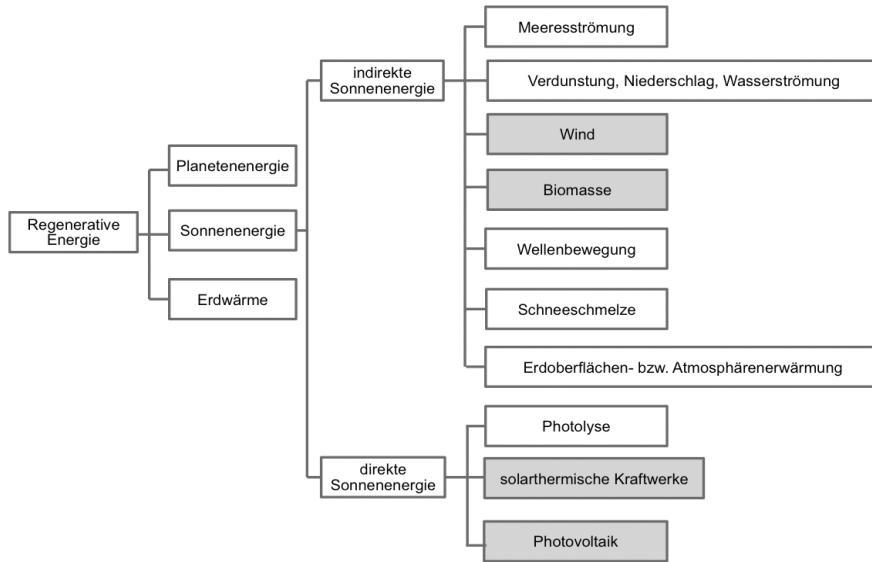 Regenerative
Energie
Planetenenergie
Sonnenenergie
Erdwärme
indirekte
Sonnenenergie
Meeresströmung
Verdunstung, Niederschlag, Wasserströmung
Wind
Biomasse
Wellenbewegung
Schneeschmelze
Erdoberflächen- bzw. Atmosphärenerwärmung
direkte
Sonnenenergie
Photolyse
solarthermische Kraftwerke
Photovoltaik